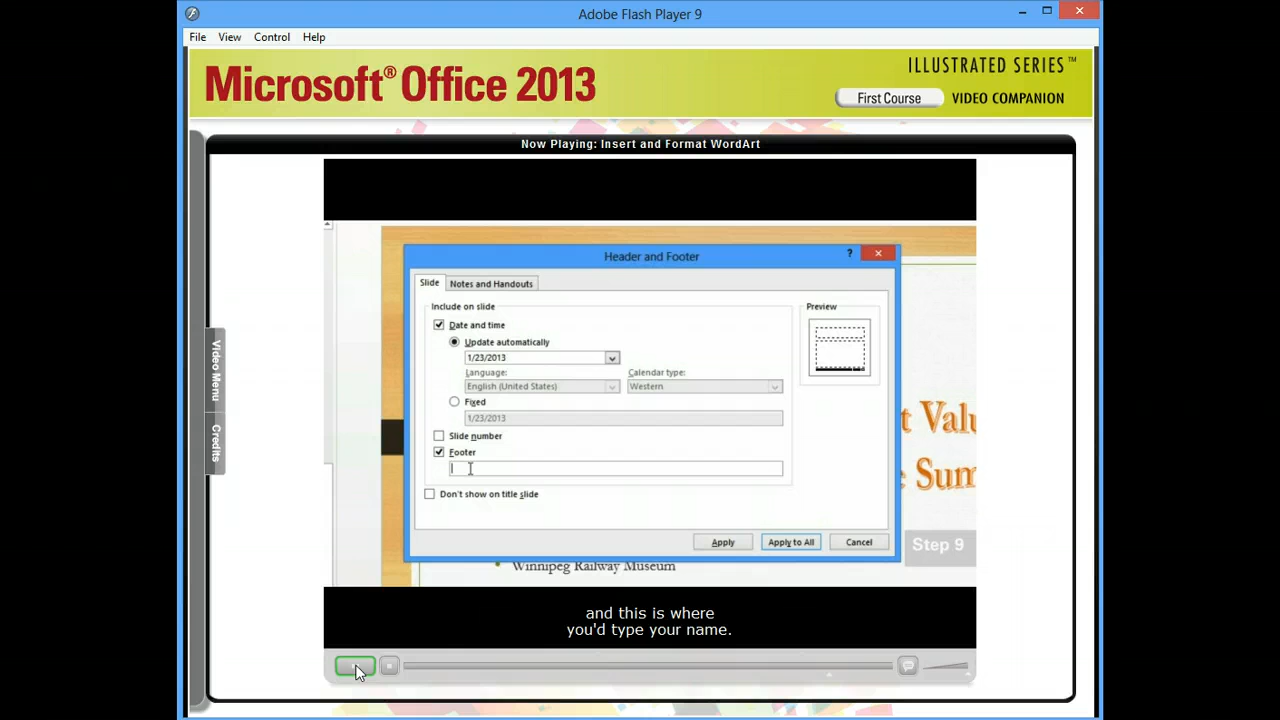 Adobe Flash Player 9
File View Control Help
Microsoft® Office 2013
ILLUSTRATED SERIES™
First Course VIDEO COMPANION
Now Playing: Insert and Format WordArt
Video Menu
Credits
Header and Footer
?
Slide Notes and Handouts
Include on slide
Preview
Date and time
Update automatically
1/23/2013
Language: Calendar type:
English (United States) Western
Fixed
1/23/2013
Slide number
Footer
Don't show on title slide
Apply Apply to All Cancel
t Valu
e Sum
Step 9
• Winnipeg Railway Museum
and this is where
you'd type your name.